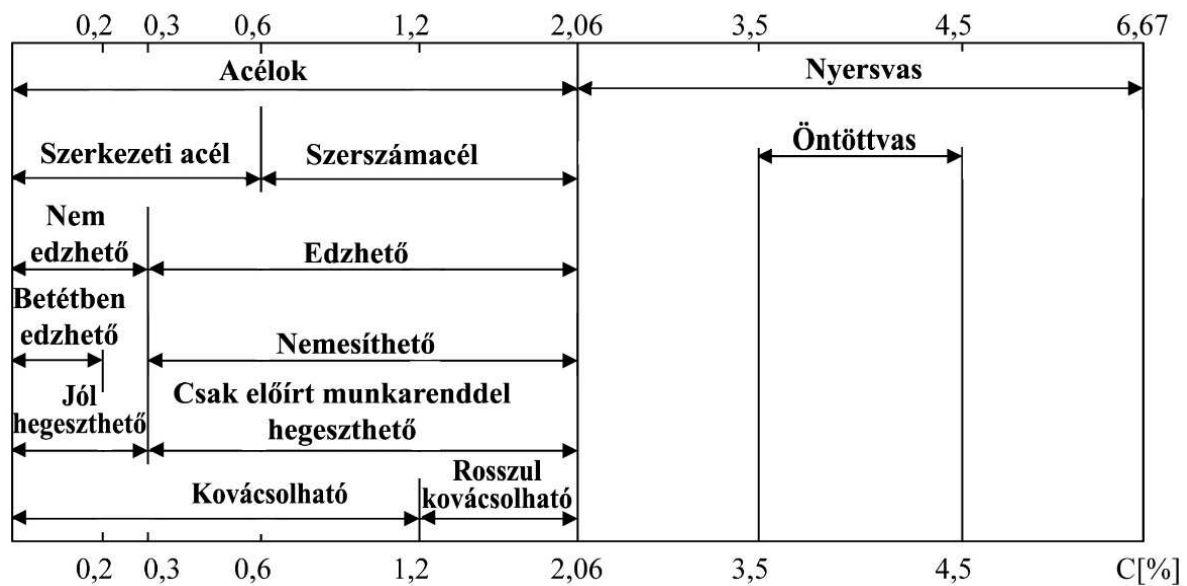 0,2 0,3 0,6 1,2 2,06 3,5 4,5 6,67
Acélok Nyersvas
Szerkezeti acél Szerszámacél Öntöttvas
Nem
edzhető Edzhető
Betétben
edzhető Nemesíthető
Jól Csak előírt munkarenddel
hegeszthető hegeszthető
Kovácsolható Rosszul
kovácsolható
0,2 0,3 0,6 1,2 2,06 3,5 4,5 C[%]